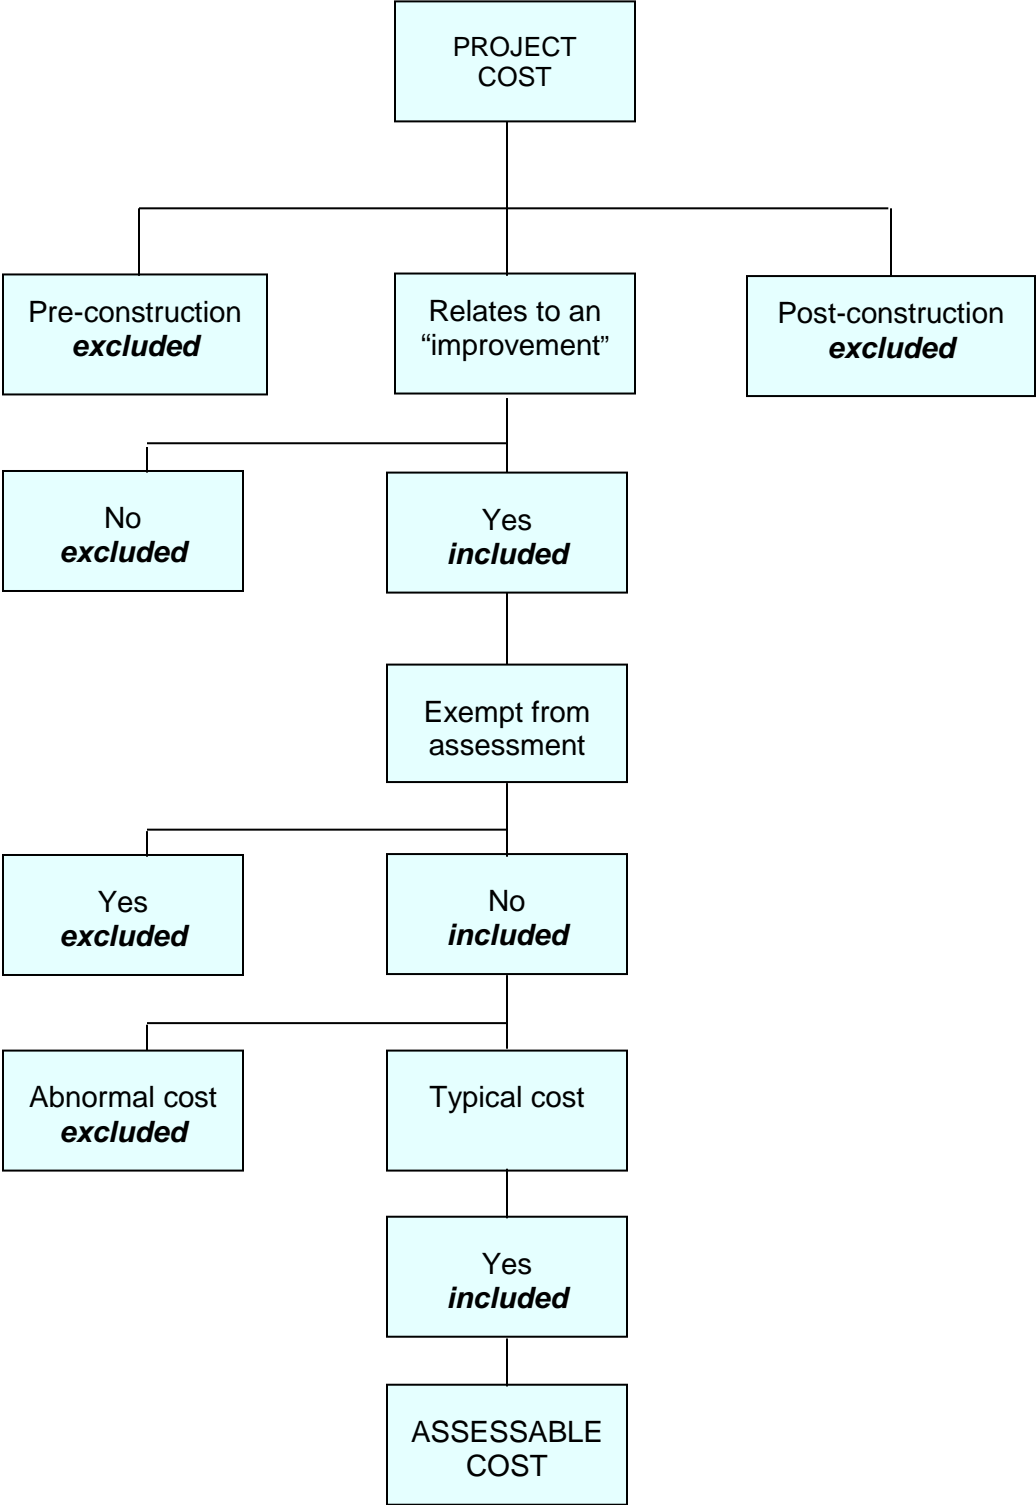 PROJECT
COST
Pre-construction
excluded
Relates to an
“improvement”
Post-construction
excluded
No
excluded
Yes
included
Exempt from
assessment
Yes
excluded
No
included
Abnormal cost
excluded
Typical cost
Yes
included
ASSESSABLE
COST